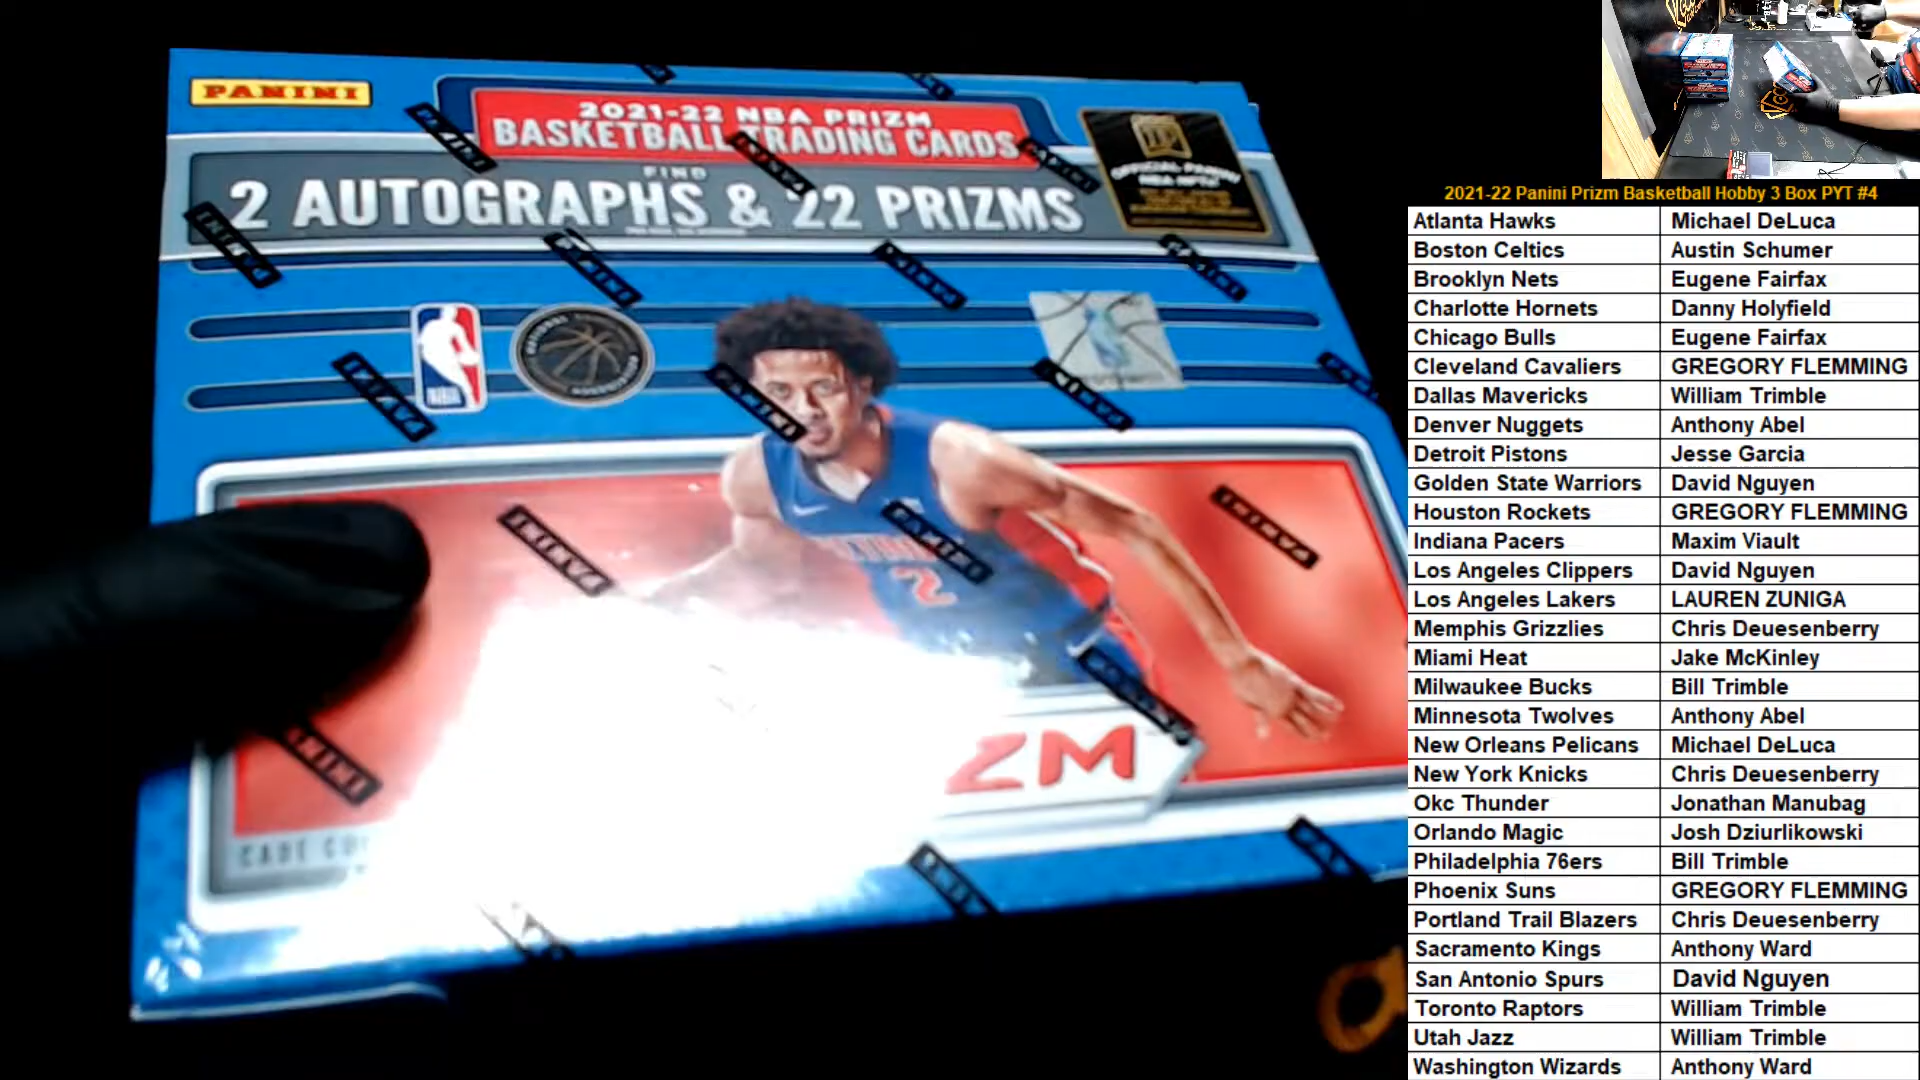 PANINI
2021-22 NBA PRIZM
BASKETBALL TRADING CARDS
FIND
2 AUTOGRAPHS & 22 PRIZMS
OFFICIAL PANINI
NBA
ZM
2
2021-22 Panini Prizm Basketball Hobby 3 Box PYT #4
Atlanta Hawks Michael DeLuca
Boston Celtics Austin Schumer
Brooklyn Nets Eugene Fairfax
Charlotte Hornets Danny Holyfield
Chicago Bulls Eugene Fairfax
Cleveland Cavaliers GREGORY FLEMMING
Dallas Mavericks William Trimble
Denver Nuggets Anthony Abel
Detroit Pistons Jesse Garcia
Golden State Warriors David Nguyen
Houston Rockets GREGORY FLEMMING
Indiana Pacers Maxim Viault
Los Angeles Clippers David Nguyen
Los Angeles Lakers LAUREN ZUNIGA
Memphis Grizzlies Chris Deuesenberry
Miami Heat Jake McKinley
Milwaukee Bucks Bill Trimble
Minnesota Twolves Anthony Abel
New Orleans Pelicans Michael DeLuca
New York Knicks Chris Deuesenberry
Okc Thunder Jonathan Manubag
Orlando Magic Josh Dziurlikowski
Philadelphia 76ers Bill Trimble
Phoenix Suns GREGORY FLEMMING
Portland Trail Blazers Chris Deuesenberry
Sacramento Kings Anthony Ward
San Antonio Spurs David Nguyen
Toronto Raptors William Trimble
Utah Jazz William Trimble
Washington Wizards Anthony Ward